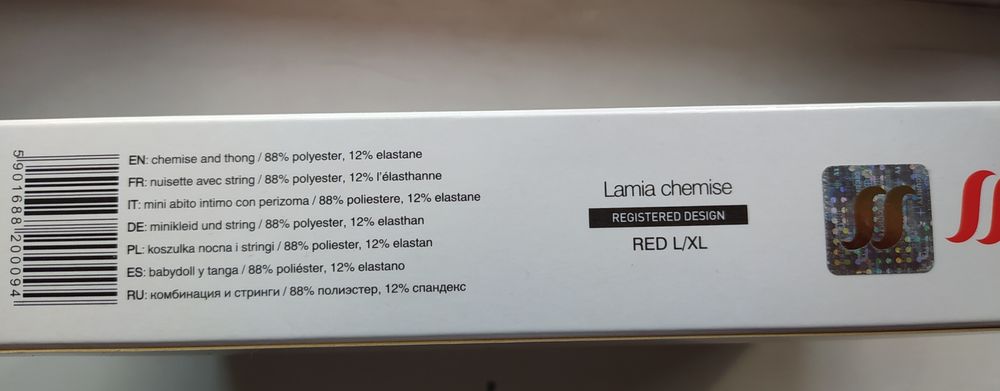 5901688200094
EN: chemise and thong / 88% polyester, 12% elastane
FR: nuisette avec string / 88% polyester, 12% l'élasthanne
IT: mini abito intimo con perizoma / 88% poliestere, 12% elastane
DE: minikleid und string / 88% polyester, 12% elasthan
PL: koszulka nocna i stringi / 88% poliester, 12% elastan
ES: babydoll y tanga / 88% poliéster, 12% elastano
RU: комбинация и стринги / 88% полиэстер, 12% спандекс
Lamia chemise
REGISTERED DESIGN
RED L/XL